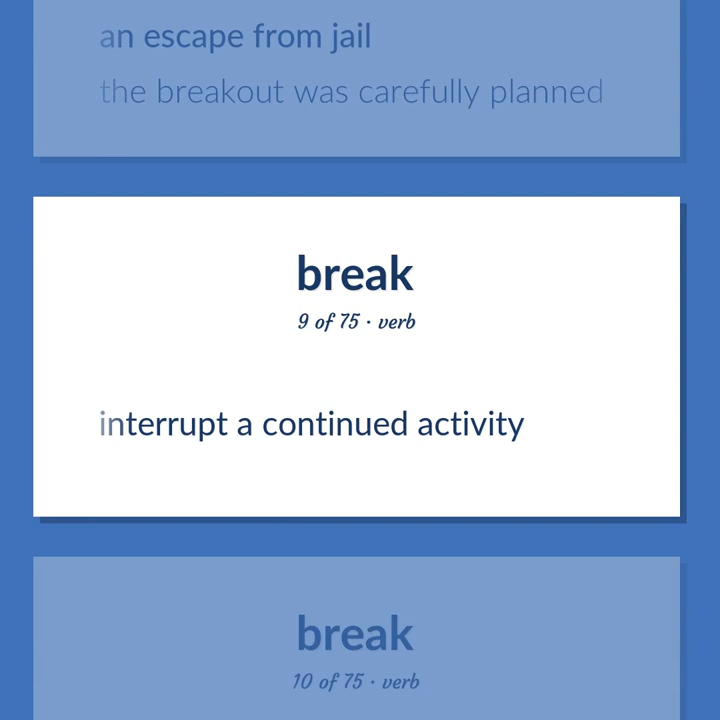 an escape from jail
the breakout was carefully planned
break
9 of 75 · verb
interrupt a continued activity
break
10 of 75 · verb